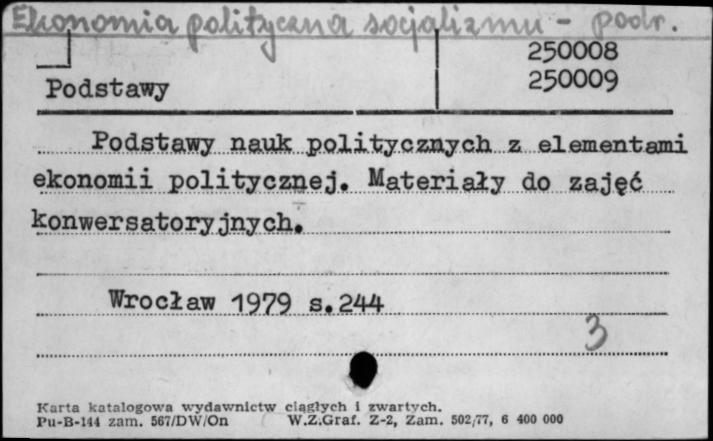 Ekonomia polityczna socjalizmu - podr.
250008
Podstawy 250009
Podstawy nauk politycznych z elementami
ekonomii politycznej. Materiały do zajęć
konwersatoryjnych.
Wrocław 1979 s.244
3
Karta katalogowa wydawnictw ciągłych i zwartych.
Pu-B-144 zam. 567/DW/On W.Z.Graf. Z-2, Zam. 502/77, 6 400 000